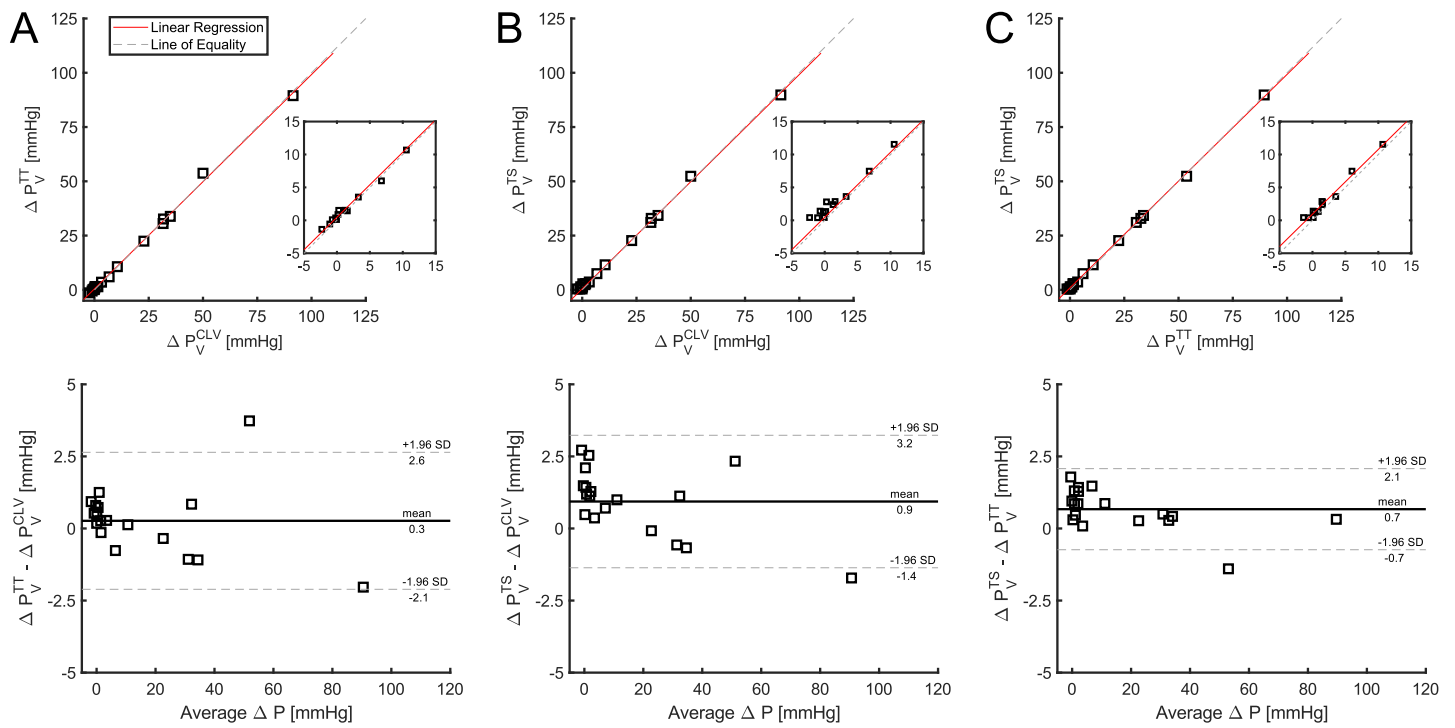 A
Linear Regression
Line of Equality
Δ P_V^TT [mmHg]
125
100
75
50
25
0
15
10
5
0
-5
-5 0 5 10 15
0 25 50 75 100 125
Δ P_V^CLV [mmHg]
B
Δ P_V^TS [mmHg]
125
100
75
50
25
0
15
10
5
0
-5
-5 0 5 10 15
0 25 50 75 100 125
Δ P_V^CLV [mmHg]
C
Δ P_V^TS [mmHg]
125
100
75
50
25
0
15
10
5
0
-5
-5 0 5 10 15
0 25 50 75 100 125
Δ P_V^TT [mmHg]
Δ P_V^TT - Δ P_V^CLV [mmHg]
5
2.5
0
-2.5
-5
+1.96 SD
2.6
mean
0.3
-1.96 SD
-2.1
0 20 40 60 80 100 120
Average Δ P [mmHg]
Δ P_V^TS - Δ P_V^CLV [mmHg]
5
2.5
0
-2.5
-5
+1.96 SD
3.2
mean
0.9
-1.96 SD
-1.4
0 20 40 60 80 100 120
Average Δ P [mmHg]
Δ P_V^TS - Δ P_V^TT [mmHg]
5
2.5
0
-2.5
-5
+1.96 SD
2.1
mean
0.7
-1.96 SD
-0.7
0 20 40 60 80 100 120
Average Δ P [mmHg]